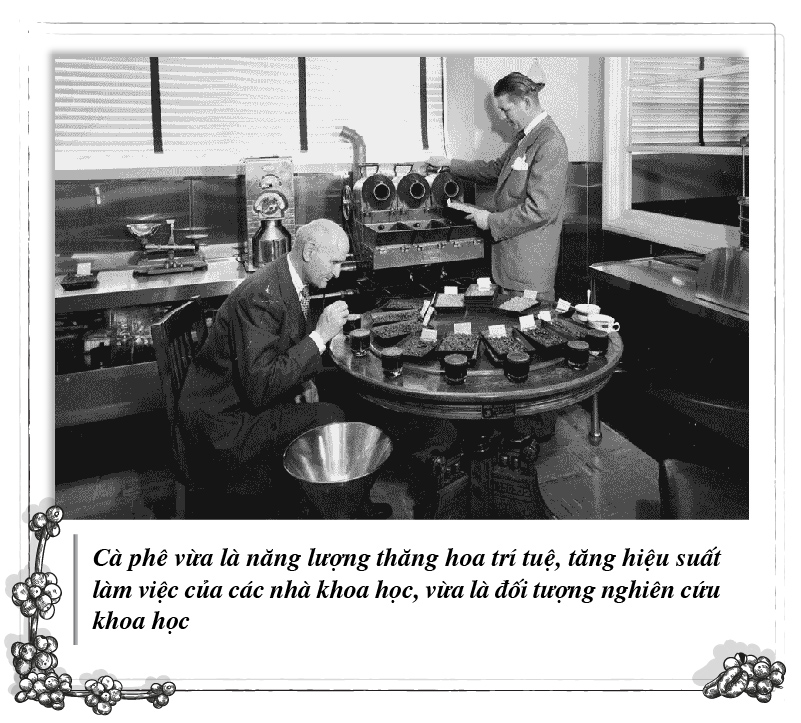 Cà phê vừa là năng lượng thăng hoa trí tuệ, tăng hiệu suất
làm việc của các nhà khoa học, vừa là đối tượng nghiên cứu
khoa học